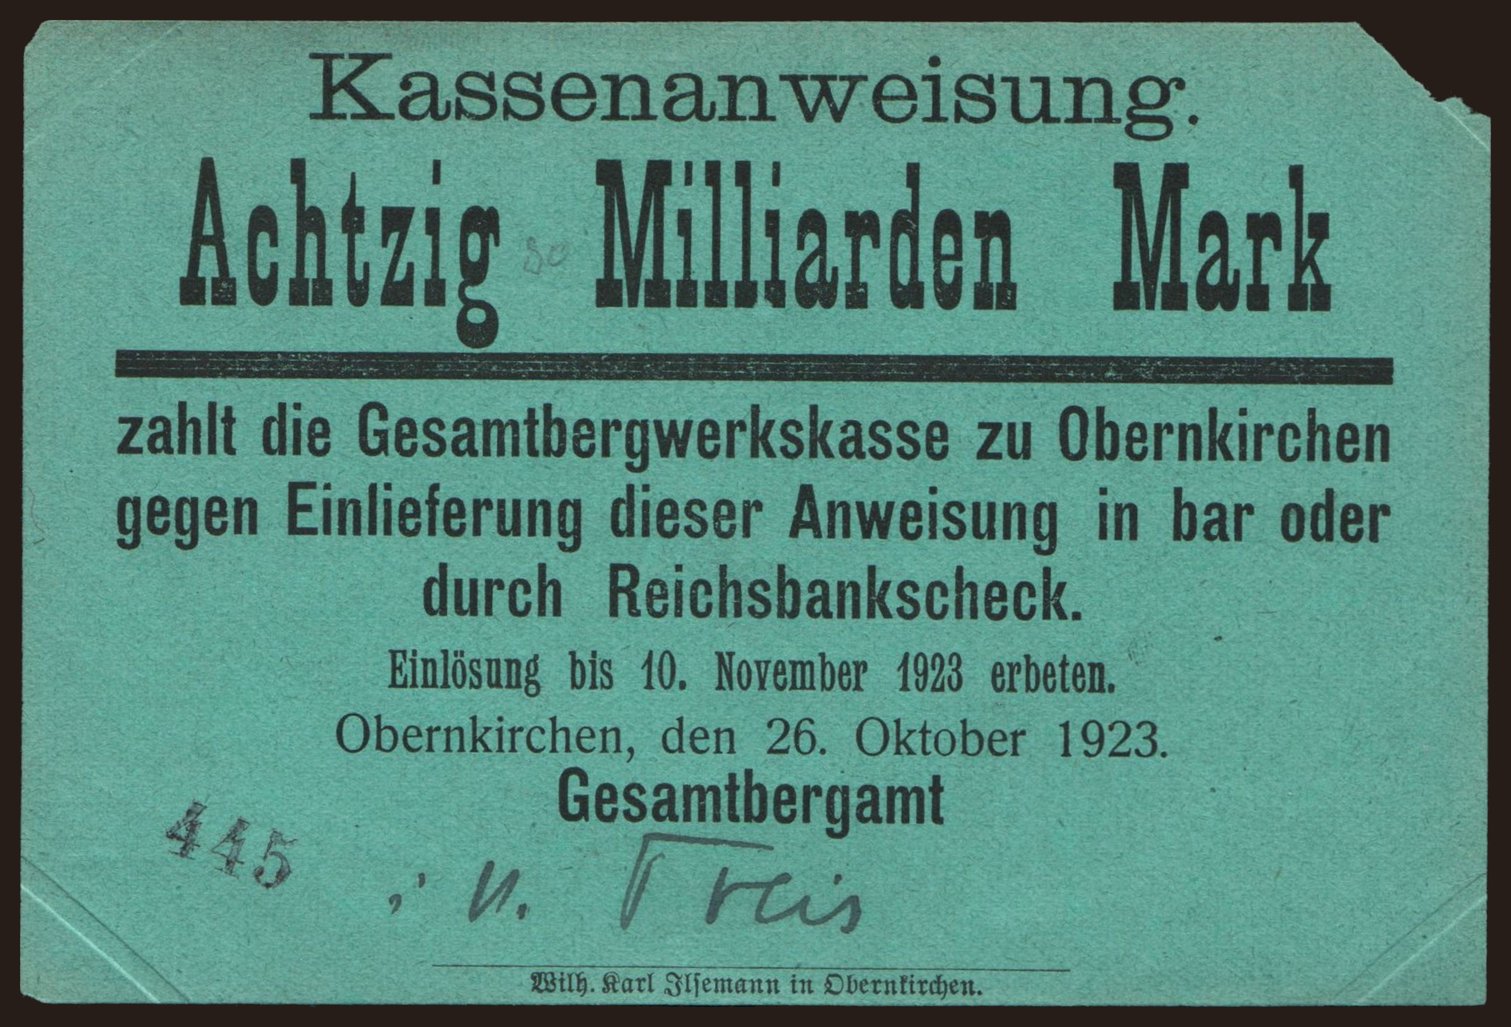 Kassenanweisung.
Achtzig Milliarden Mark
zahlt die Gesamtbergwerkskasse zu Obernkirchen
gegen Einlieferung dieser Anweisung in bar oder
durch Reichsbankscheck.
Einlösung bis 10. November 1923 erbeten.
Obernkirchen, den 26. Oktober 1923.
Gesamtbergamt
445
Wilh. Karl Ilsemann in Obernkirchen.